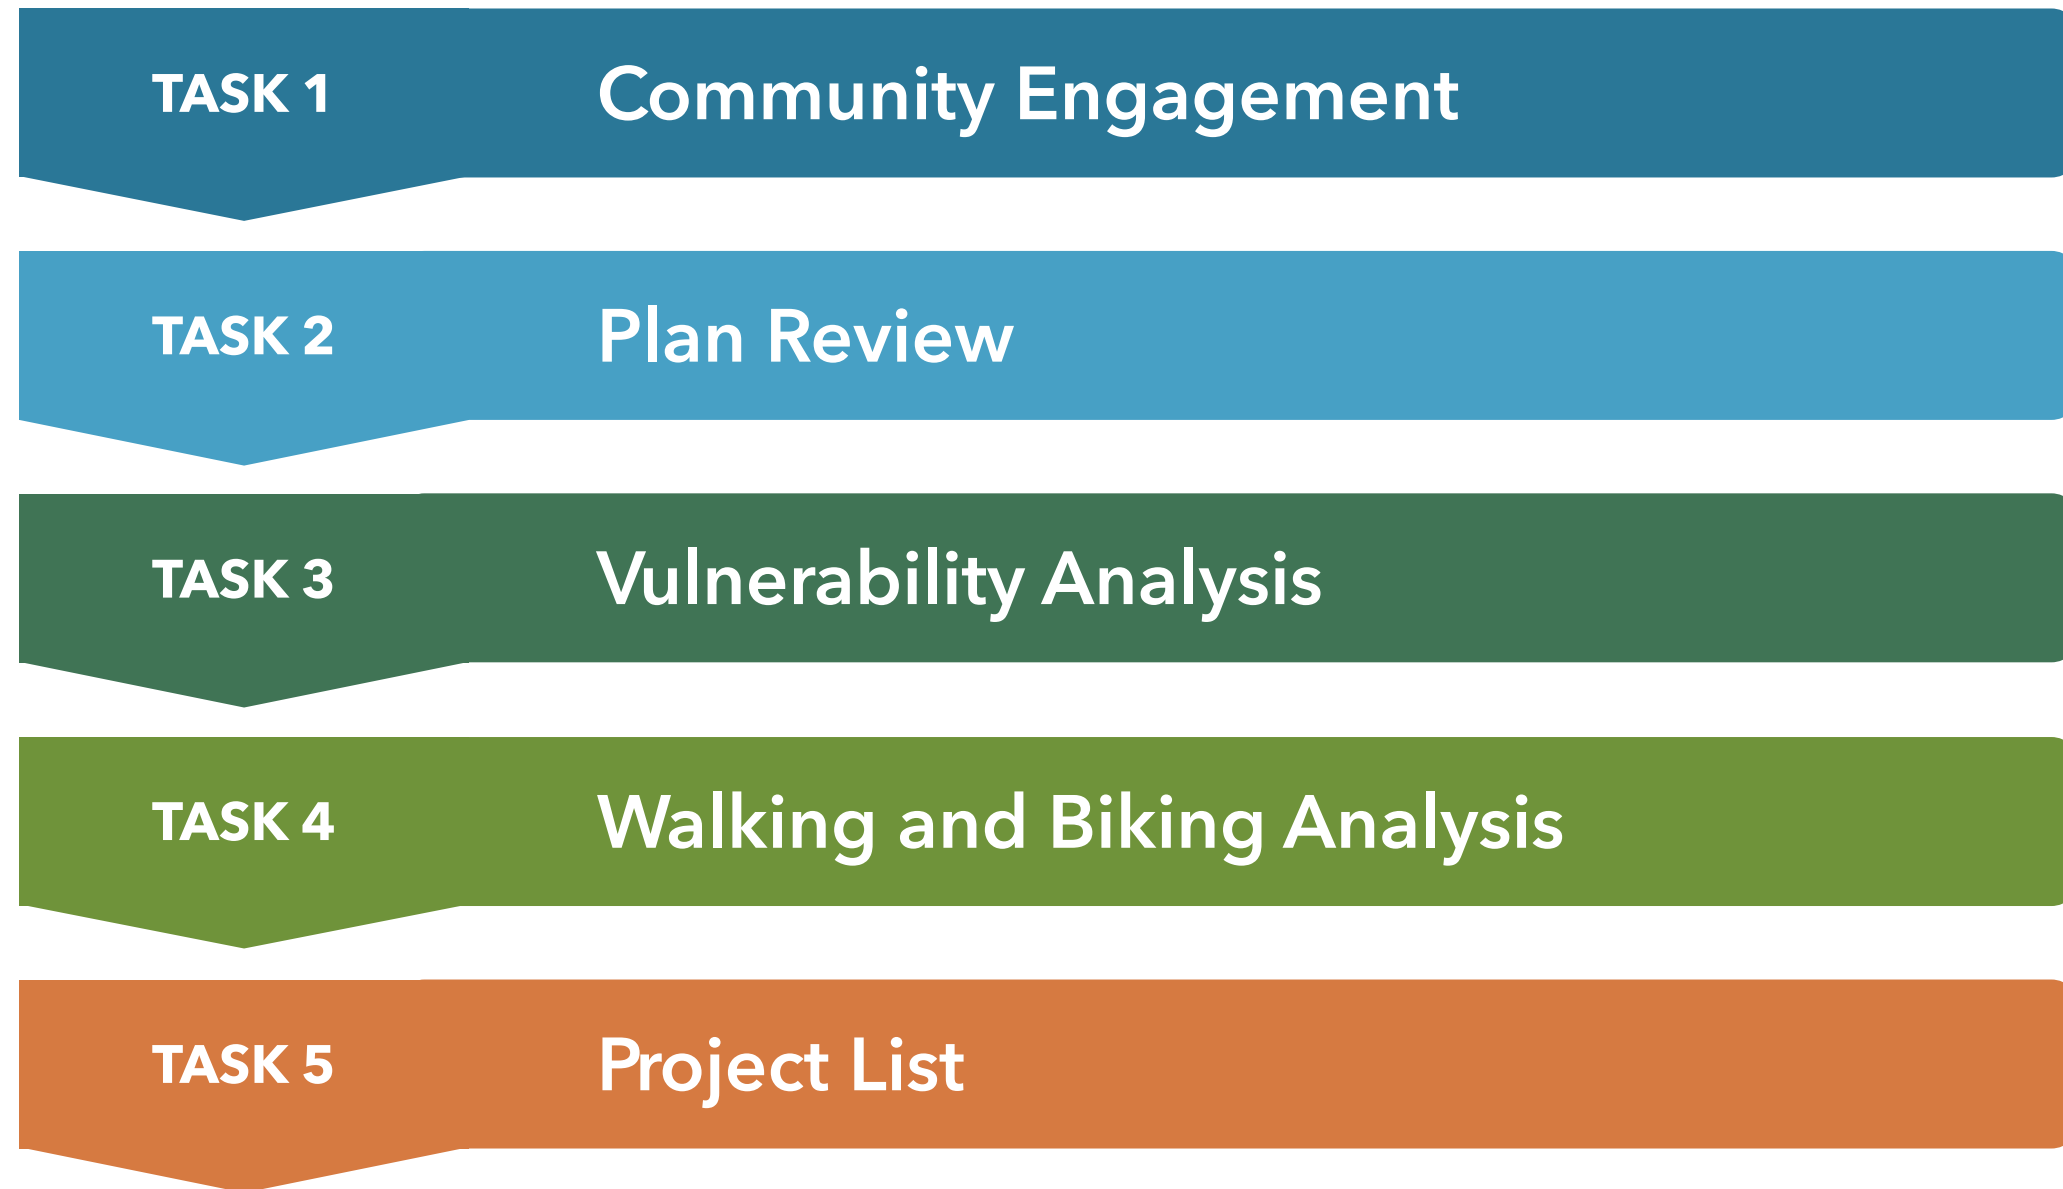 TASK 1 Community Engagement
TASK 2 Plan Review
TASK 3 Vulnerability Analysis
TASK 4 Walking and Biking Analysis
TASK 5 Project List